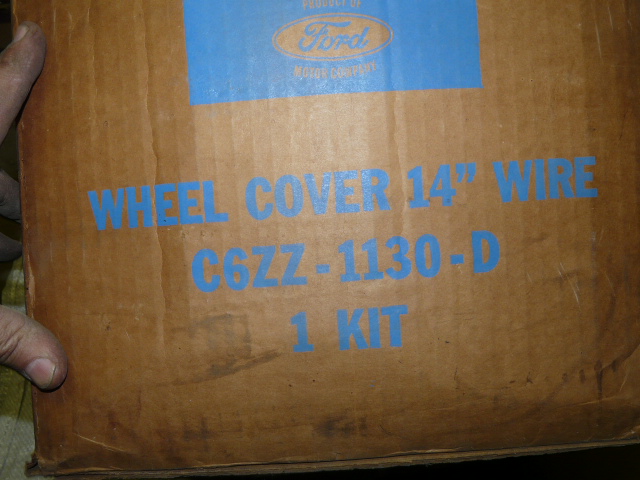 PRODUCT OF
Ford
MOTOR COMPANY
WHEEL COVER 14" WIRE
C6ZZ-1130-D
1 KIT